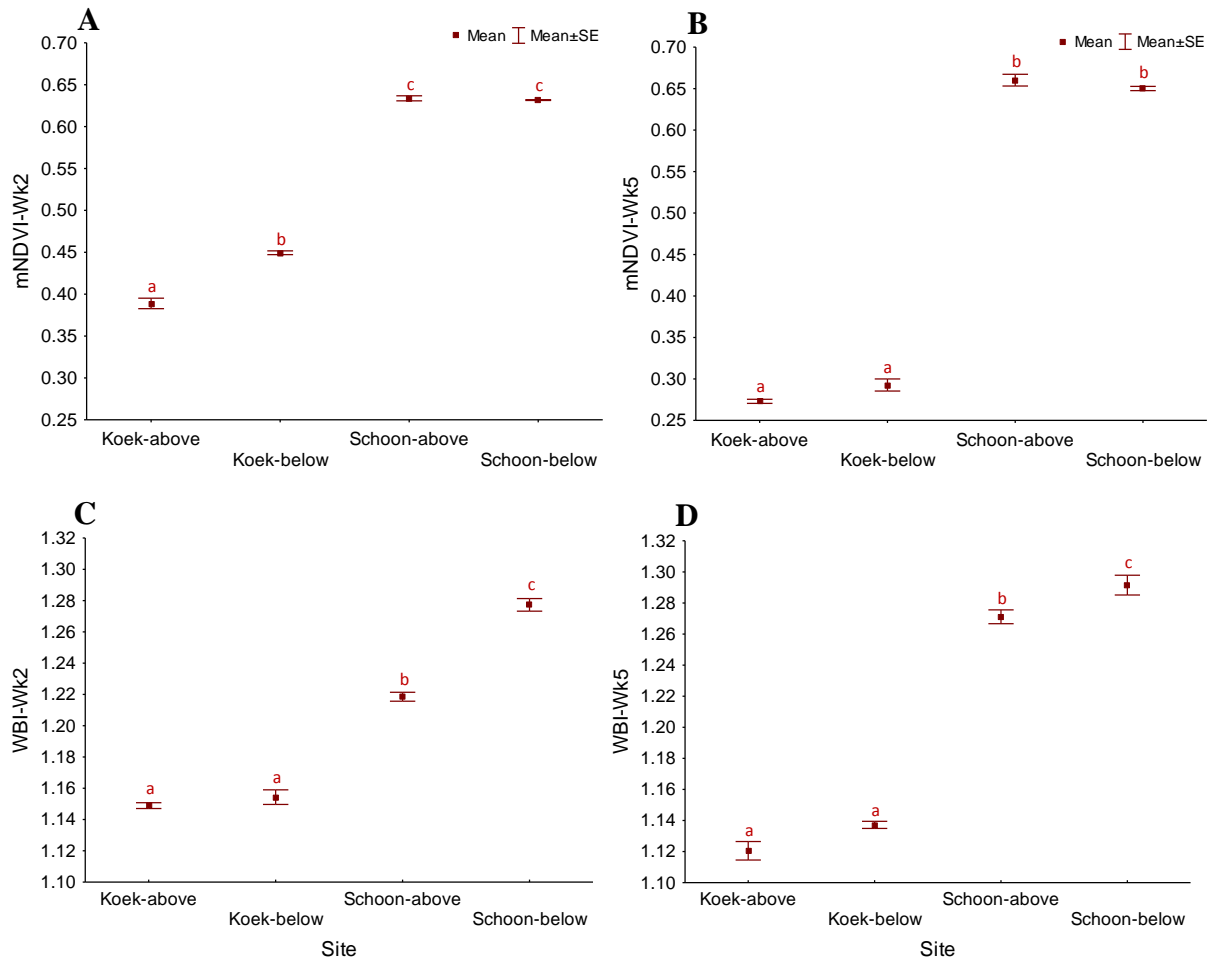 A
Mean Mean±SE
mNDVI-Wk2
0.70
0.65
0.60
0.55
0.50
0.45
0.40
0.35
0.30
0.25
a
b
c
c
Koek-above
Koek-below
Schoon-above
Schoon-below
B
Mean Mean±SE
mNDVI-Wk5
0.70
0.65
0.60
0.55
0.50
0.45
0.40
0.35
0.30
0.25
a
a
b
b
Koek-above
Koek-below
Schoon-above
Schoon-below
C
WBI-Wk2
1.32
1.30
1.28
1.26
1.24
1.22
1.20
1.18
1.16
1.14
1.12
1.10
a
a
b
c
Koek-above
Koek-below
Schoon-above
Schoon-below
Site
D
WBI-Wk5
1.32
1.30
1.28
1.26
1.24
1.22
1.20
1.18
1.16
1.14
1.12
1.10
a
a
b
c
Koek-above
Koek-below
Schoon-above
Schoon-below
Site